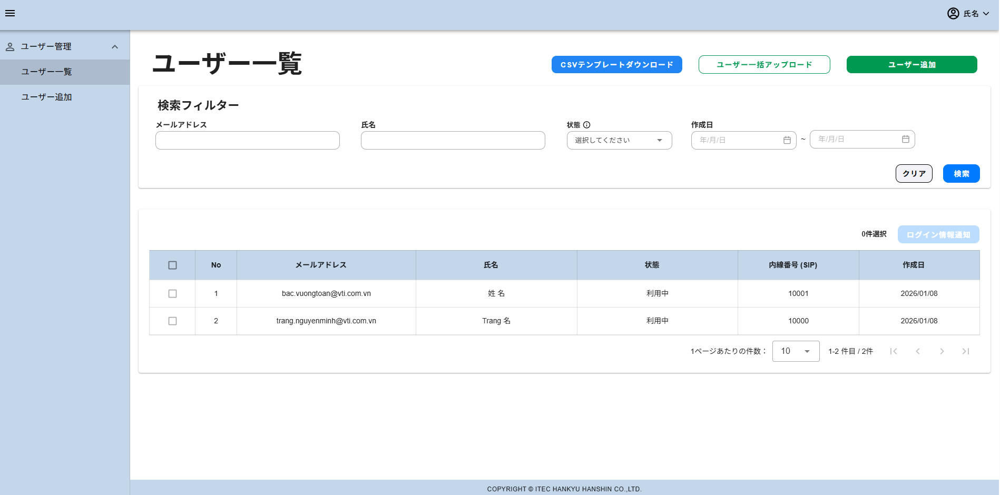 氏名
ユーザー管理
ユーザー一覧
ユーザー追加
ユーザー一覧
CSVテンプレートダウンロード
ユーザー一括アップロード
ユーザー追加
検索フィルター
メールアドレス
氏名
状態
作成日
選択してください
年/月/日
~
年/月/日
クリア
検索
0件選択
ログイン情報通知
No メールアドレス 氏名 状態 内線番号 (SIP) 作成日
1 bac.vuongtoan@vti.com.vn 姓 名 利用中 10001 2026/01/08
2 trang.nguyenminh@vti.com.vn Trang 名 利用中 10000 2026/01/08
1ページあたりの件数： 10 1-2 件目 / 2件
COPYRIGHT © ITEC HANKYU HANSHIN CO.,LTD.